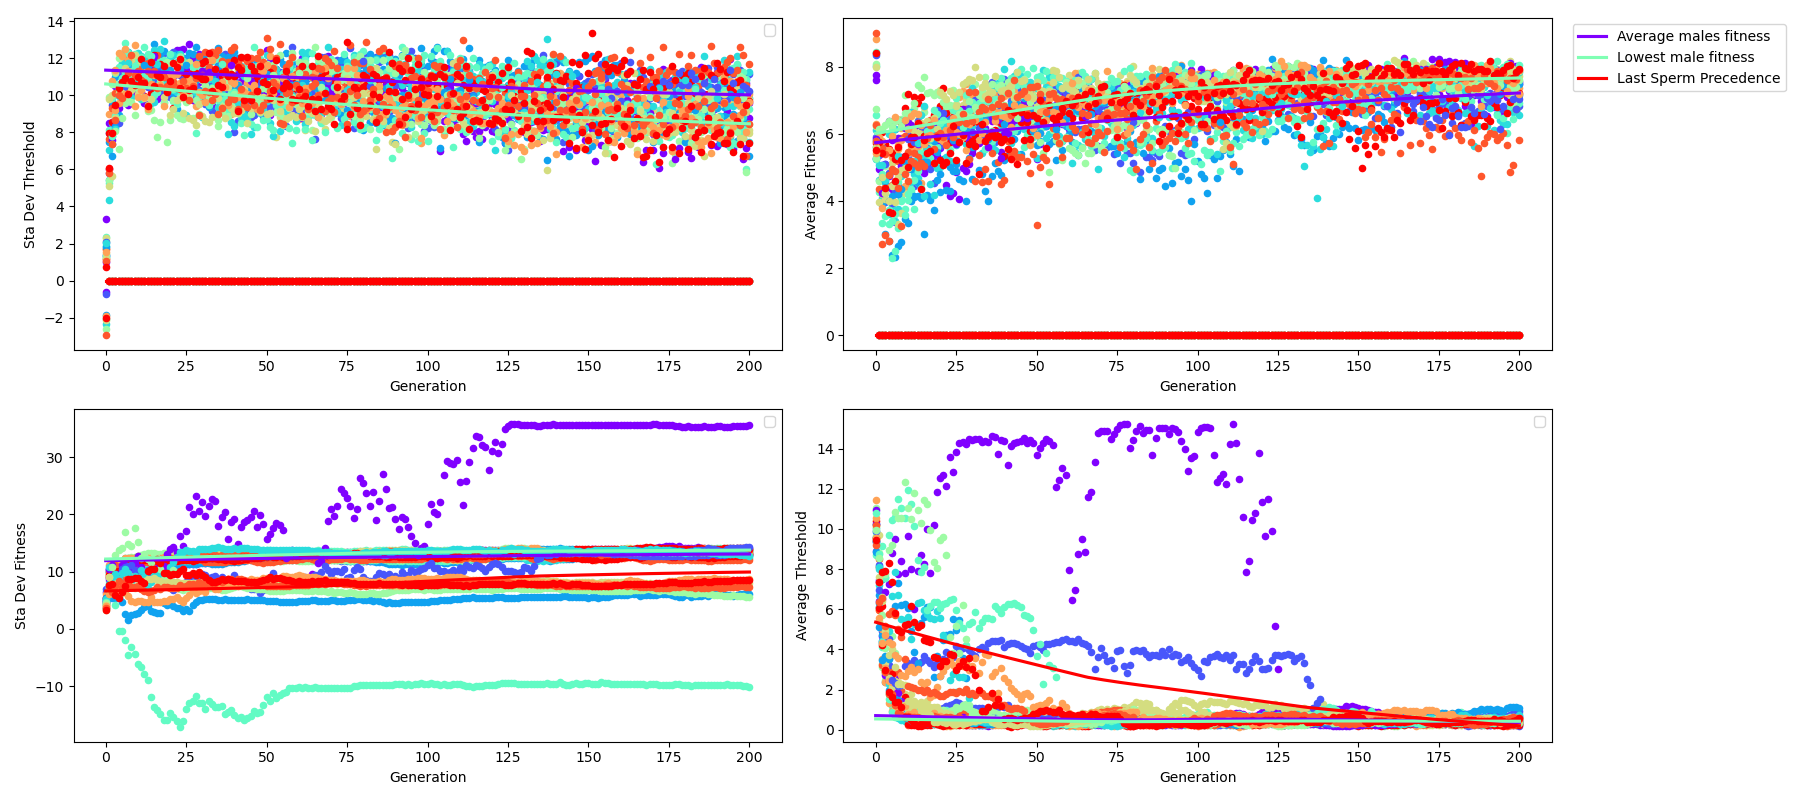 14
12
10
8
6
4
2
0
−2
0 25 50 75 100 125 150 175 200
Generation
Sta Dev Threshold
8
6
4
2
0
0 25 50 75 100 125 150 175 200
Generation
Average Fitness
Average males fitness
Lowest male fitness
Last Sperm Precedence
30
20
10
0
−10
0 25 50 75 100 125 150 175 200
Generation
Sta Dev Fitness
14
12
10
8
6
4
2
0
0 25 50 75 100 125 150 175 200
Generation
Average Threshold